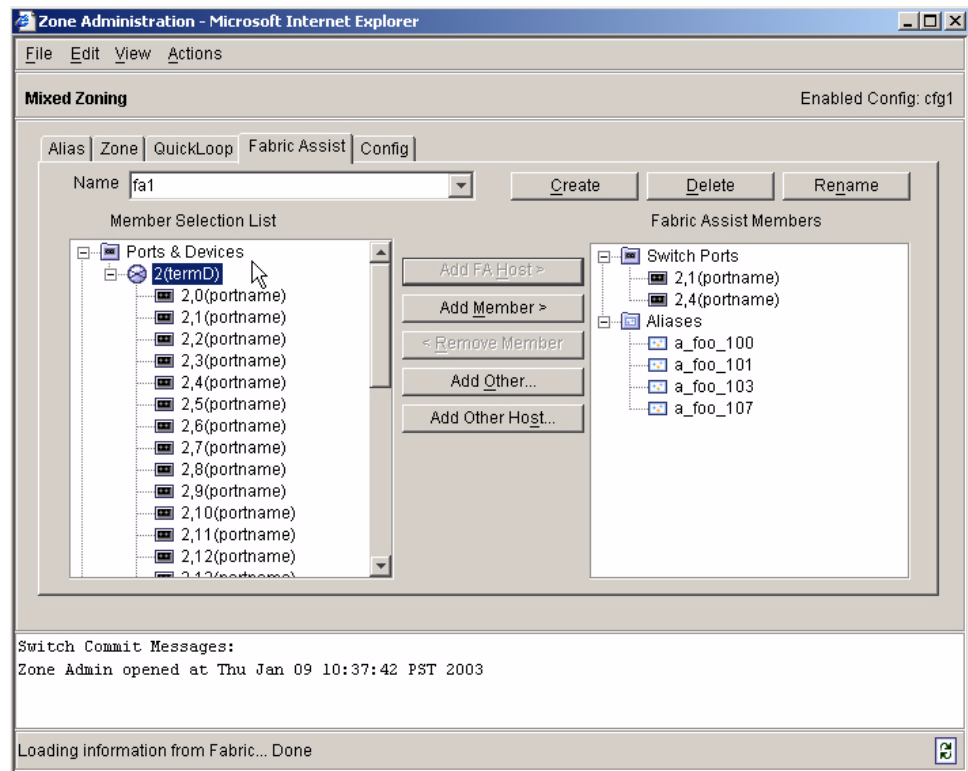 Zone Administration - Microsoft Internet Explorer
File Edit View Actions
Mixed Zoning
Enabled Config: cfg1
Alias Zone QuickLoop Fabric Assist Config
Name fa1
Create Delete Rename
Member Selection List
Ports & Devices
2(termD)
2,0(portname)
2,1(portname)
2,2(portname)
2,3(portname)
2,4(portname)
2,5(portname)
2,6(portname)
2,7(portname)
2,8(portname)
2,9(portname)
2,10(portname)
2,11(portname)
2,12(portname)
2,13(portname)
Add FA Host >
Add Member >
< Remove Member
Add Other...
Add Other Host...
Fabric Assist Members
Switch Ports
2,1(portname)
2,4(portname)
Aliases
a_foo_100
a_foo_101
a_foo_103
a_foo_107
Switch Commit Messages:
Zone Admin opened at Thu Jan 09 10:37:42 PST 2003
Loading information from Fabric... Done